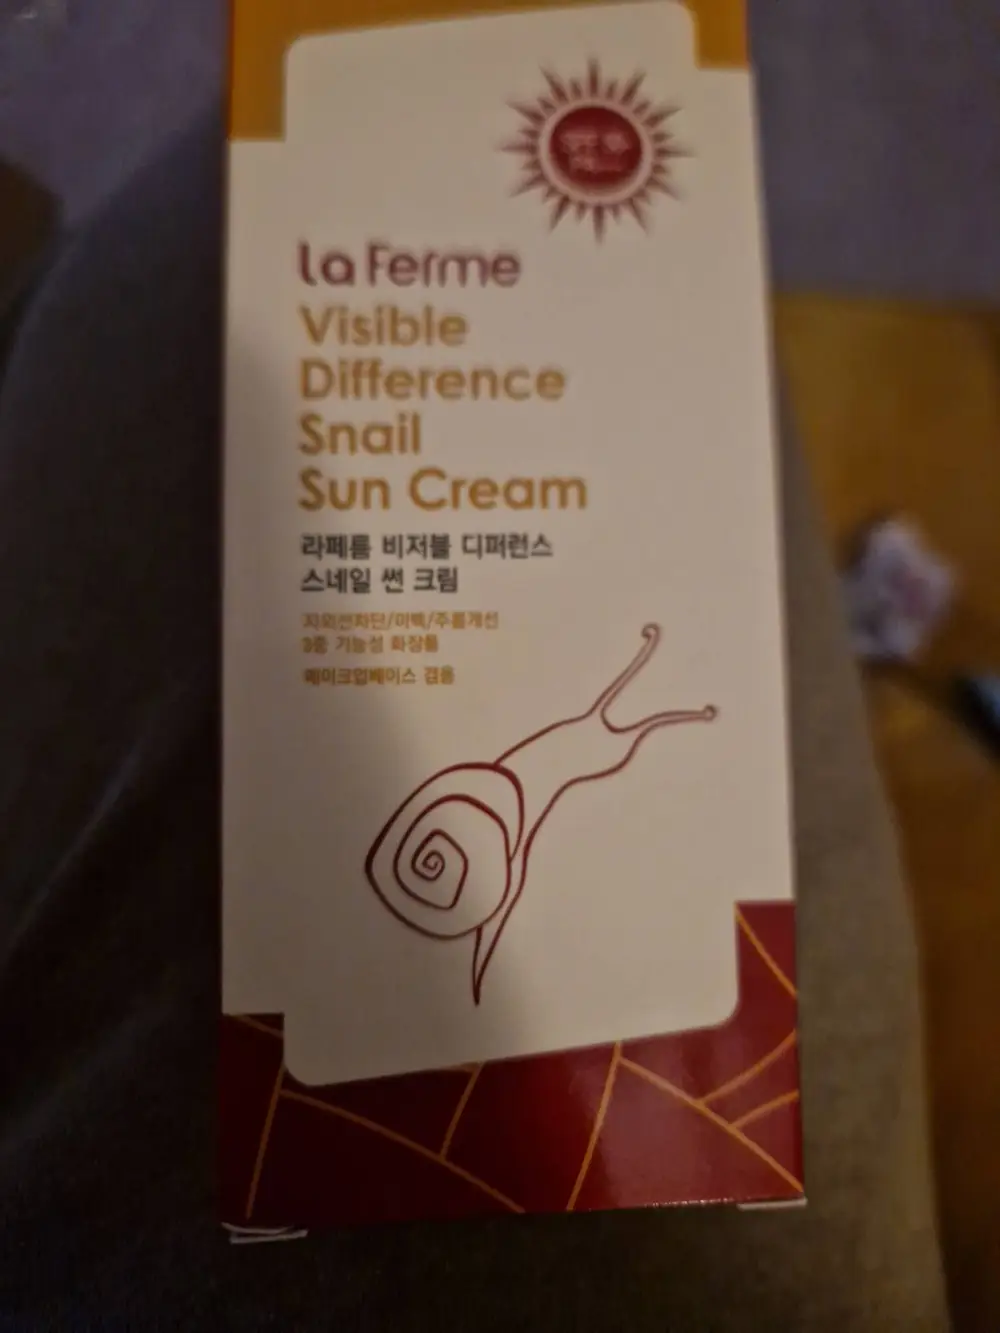 La Ferme
Visible
Difference
Snail
Sun Cream
라페름 비저블 디퍼런스
스네일 썬 크림
자외선차단/미백/주름개선
3중 기능성 화장품
메이크업베이스 겸용